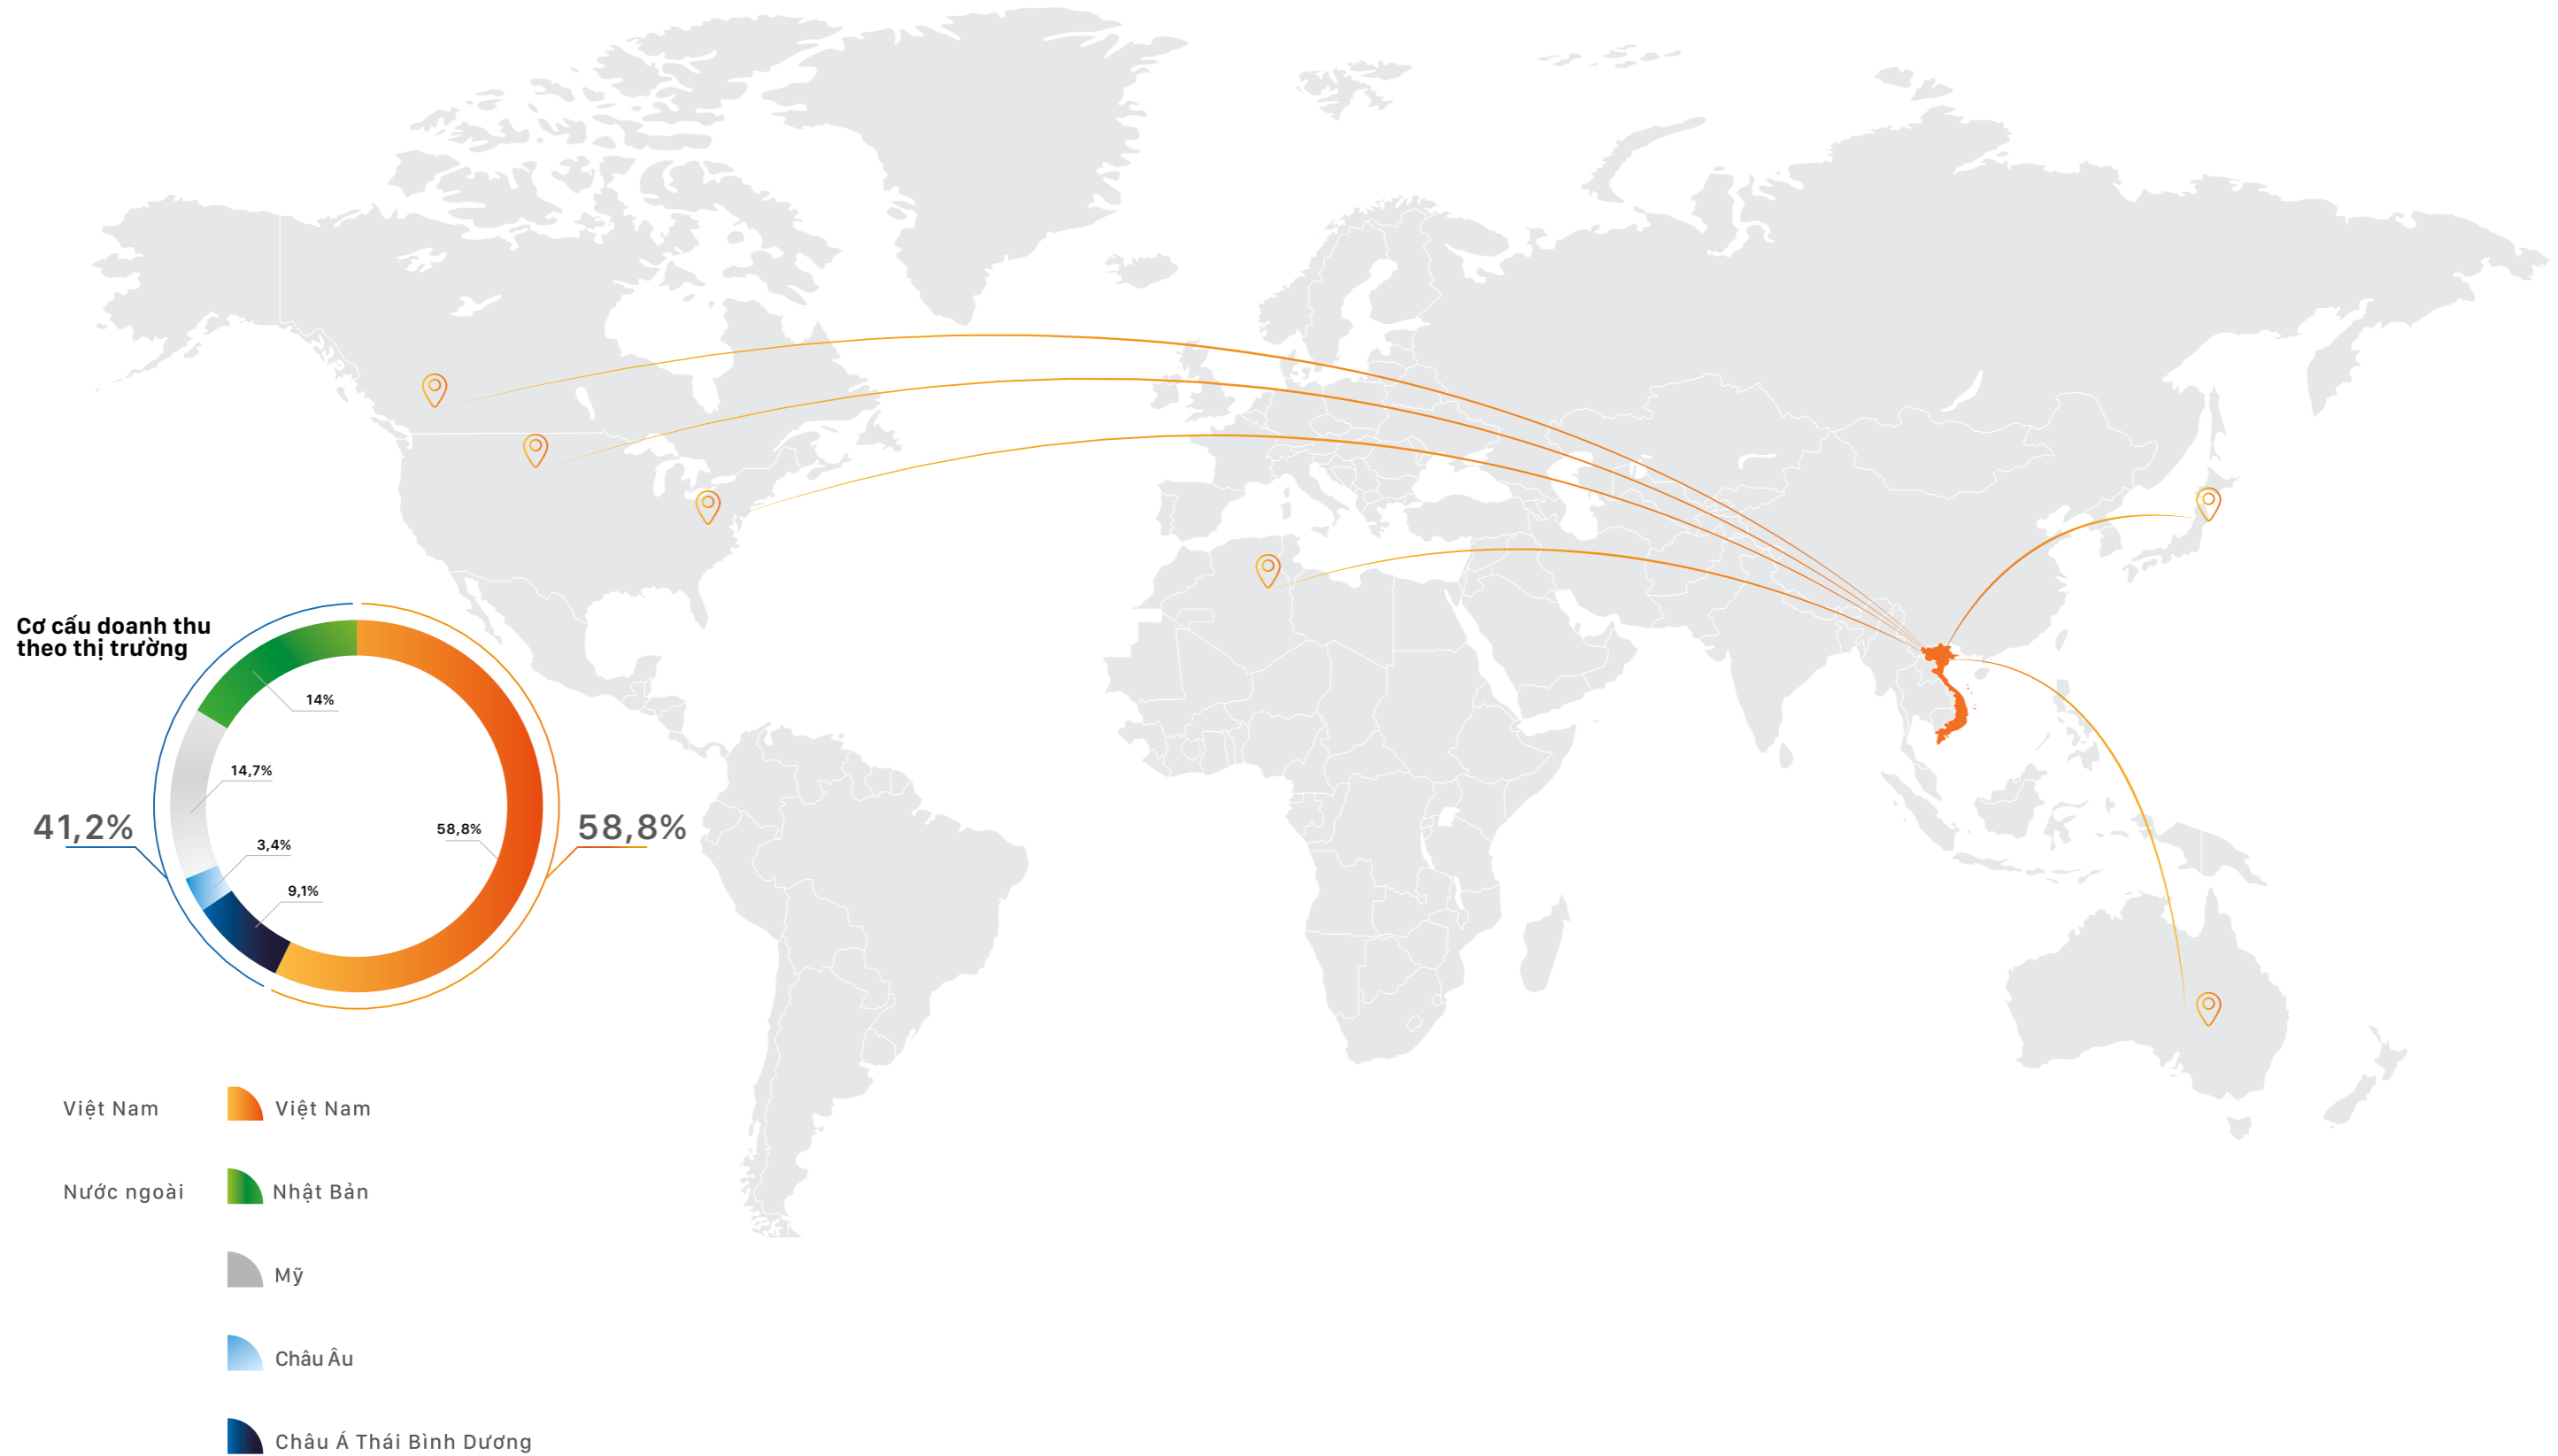 Cơ cấu doanh thu
theo thị trường
14%
14,7%
41,2%
58,8%
58,8%
3,4%
9,1%
Việt Nam
Việt Nam
Nước ngoài
Nhật Bản
Mỹ
Châu Âu
Châu Á Thái Bình Dương